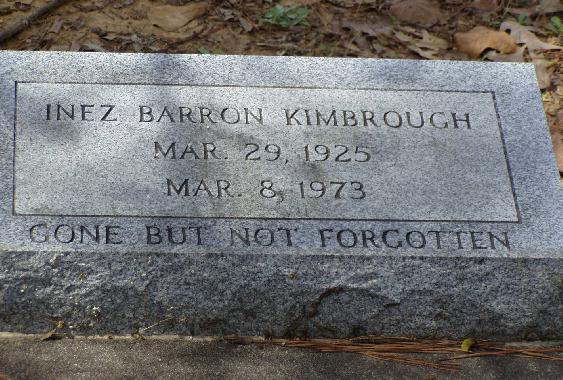 INEZ BARRON KIMBROUGH
MAR. 29, 1925
MAR. 8, 1973
GONE BUT NOT FORGOTTEN